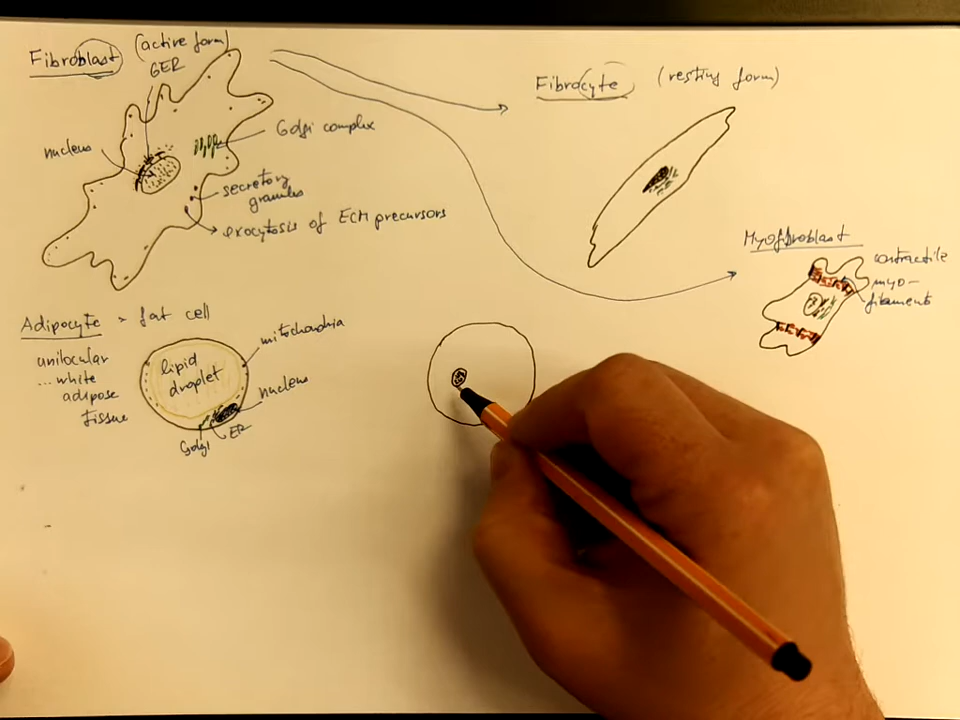 Fibroblast (active form)
GER
nucleus
Golgi complex
secretory
granules
exocytosis of ECM precursors
Fibrocyte (resting form)
Myofibroblast
contractile
myo-
filaments
Adipocyte = fat cell
unilocular
... white
adipose
tissue
lipid
droplet
mitochondria
nucleus
ER
Golgi